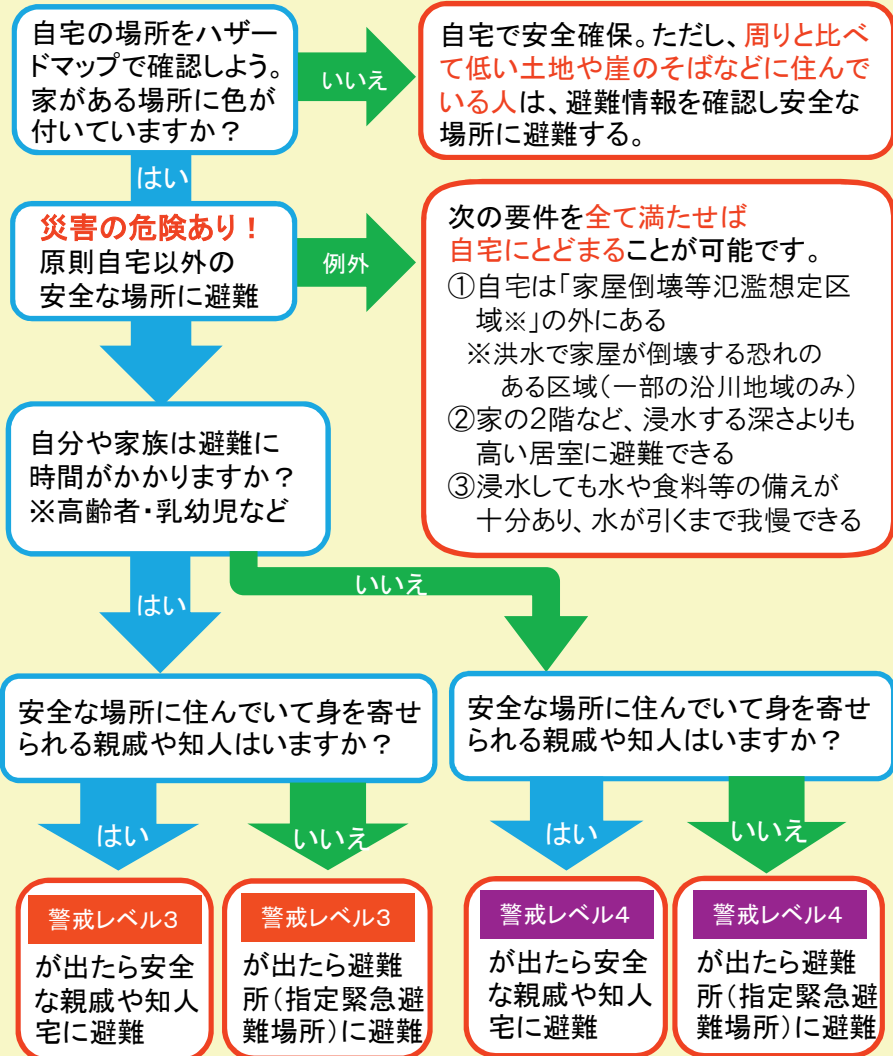 自宅の場所をハザー
ドマップで確認しよう。
家がある場所に色が
付いていますか？
いいえ
自宅で安全確保。ただし、周りと比べ
て低い土地や崖のそばなどに住んで
いる人は、避難情報を確認し安全な
場所に避難する。
はい
災害の危険あり！
原則自宅以外の
安全な場所に避難
例外
次の要件を全て満たせば
自宅にとどまることが可能です。
①自宅は「家屋倒壊等氾濫想定区
域※」の外にある
※洪水で家屋が倒壊する恐れの
ある区域（一部の沿川地域のみ）
②家の2階など、浸水する深さよりも
高い居室に避難できる
③浸水しても水や食料等の備えが
十分あり、水が引くまで我慢できる
自分や家族は避難に
時間がかかりますか？
※高齢者・乳幼児など
はい
いいえ
安全な場所に住んでいて身を寄せ
られる親戚や知人はいますか？
安全な場所に住んでいて身を寄せ
られる親戚や知人はいますか？
はい
いいえ
はい
いいえ
警戒レベル3
が出たら安全
な親戚や知人
宅に避難
警戒レベル3
が出たら避難
所（指定緊急避
難場所）に避難
警戒レベル4
が出たら安全
な親戚や知人
宅に避難
警戒レベル4
が出たら避難
所（指定緊急避
難場所）に避難